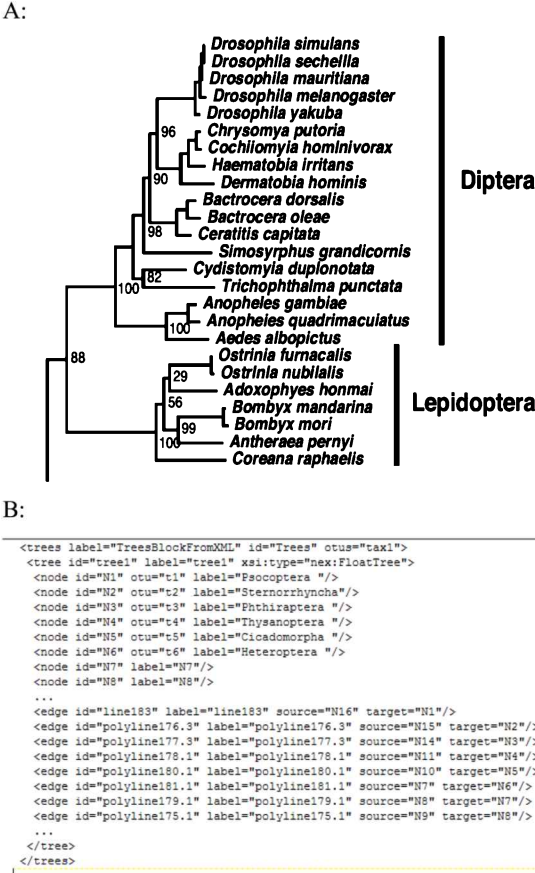 A:
Drosophila simulans
Drosophila sechellia
Drosophila mauritiana
Drosophila melanogaster
Drosophila yakuba
96
Chrysomya putoria
Cochliomyia hominivorax
Haematobia irritans
90
Dermatobia hominis
Diptera
Bactrocera dorsalis
Bactrocera oleae
98
Ceratitis capitata
Simosyrphus grandicornis
Cydistomyia duplonotata
82
100
Trichophthalma punctata
Anopheles gambiae
100
Anopheles quadrimaculatus
Aedes albopictus
88
Ostrinia furnacalis
Ostrinia nubilalis
29
Adoxophyes honmai
56
Bombyx mandarina
Lepidoptera
99
Bombyx mori
100
Antheraea pernyi
Coreana raphaelis
B:
<trees label="TreesBlockFromXML" id="Trees" otus="tax1">
<tree id="tree1" label="tree1" xsi:type="nex:FloatTree">
<node id="N1" otu="t1" label="Psocoptera "/>
<node id="N2" otu="t2" label="Sternorrhyncha"/>
<node id="N3" otu="t3" label="Phthiraptera "/>
<node id="N4" otu="t4" label="Thysanoptera "/>
<node id="N5" otu="t5" label="Cicadomorpha "/>
<node id="N6" otu="t6" label="Heteroptera "/>
<node id="N7" label="N7"/>
<node id="N8" label="N8"/>
...
<edge id="line183" label="line183" source="N16" target="N1"/>
<edge id="polyline176.3" label="polyline176.3" source="N15" target="N2"/>
<edge id="polyline177.3" label="polyline177.3" source="N14" target="N3"/>
<edge id="polyline178.1" label="polyline178.1" source="N11" target="N4"/>
<edge id="polyline180.1" label="polyline180.1" source="N10" target="N5"/>
<edge id="polyline181.1" label="polyline181.1" source="N7" target="N6"/>
<edge id="polyline179.1" label="polyline179.1" source="N8" target="N7"/>
<edge id="polyline175.1" label="polyline175.1" source="N9" target="N8"/>
...
</tree>
</trees>